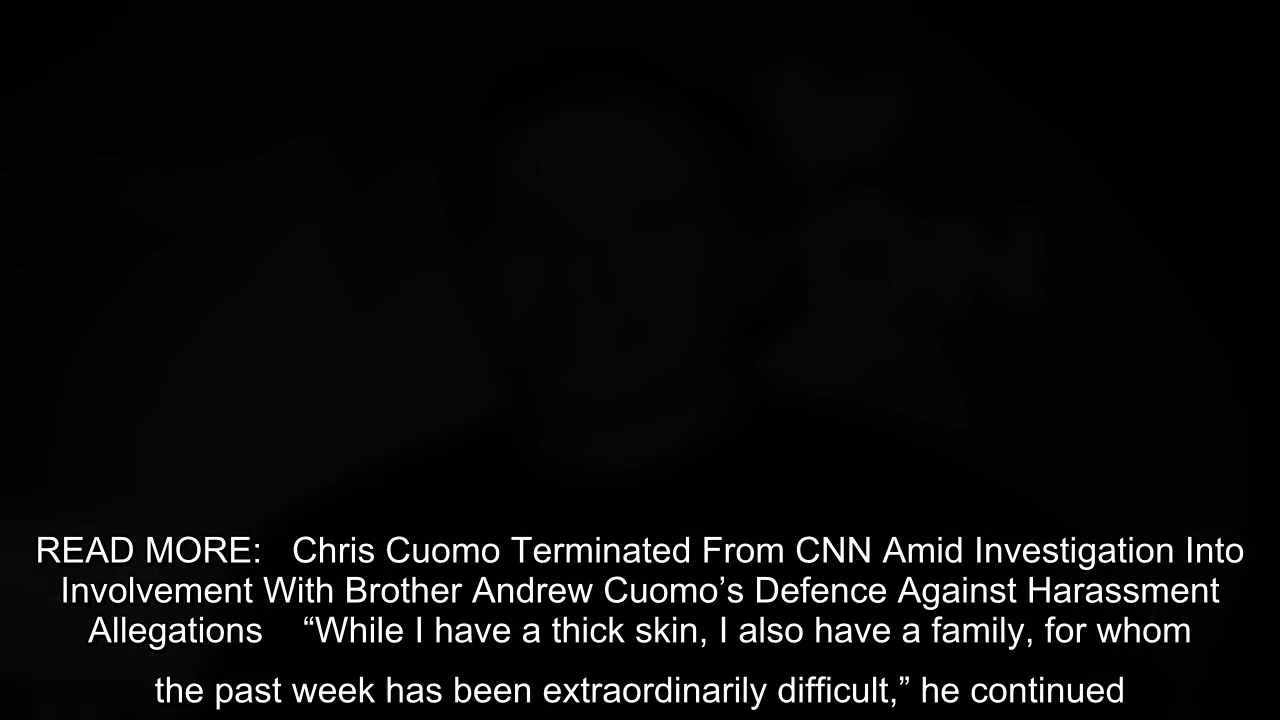 READ MORE: Chris Cuomo Terminated From CNN Amid Investigation Into
Involvement With Brother Andrew Cuomo’s Defence Against Harassment
Allegations “While I have a thick skin, I also have a family, for whom
the past week has been extraordinarily difficult,” he continued